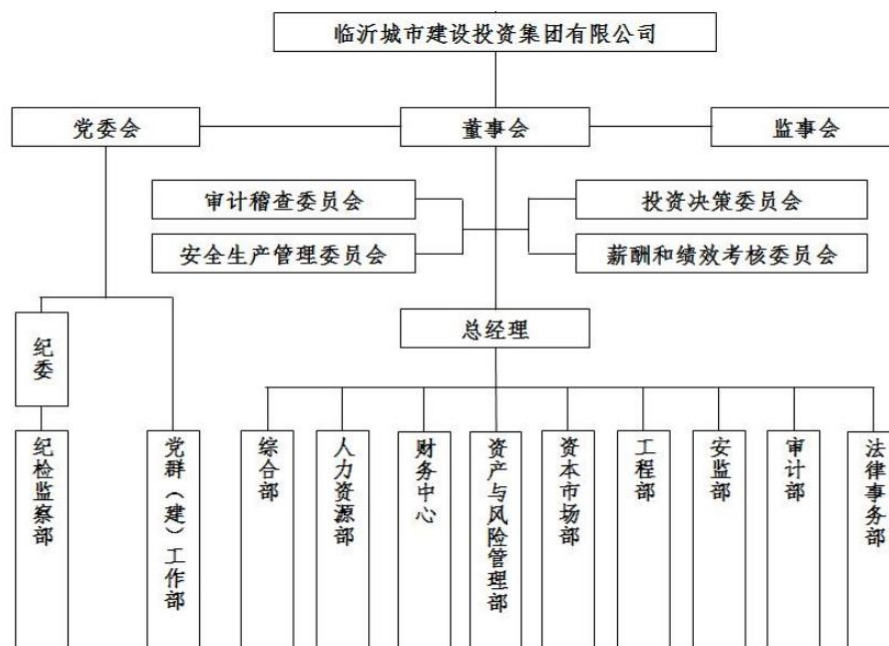 临沂城市建设投资集团有限公司
党委会
董事会
监事会
审计稽查委员会
投资决策委员会
安全生产管理委员会
薪酬和绩效考核委员会
总经理
纪委
纪检监察部
党群（建）工作部
综合部
人力资源部
财务中心
资产与风险管理部
资本市场部
工程部
安监部
审计部
法律事务部